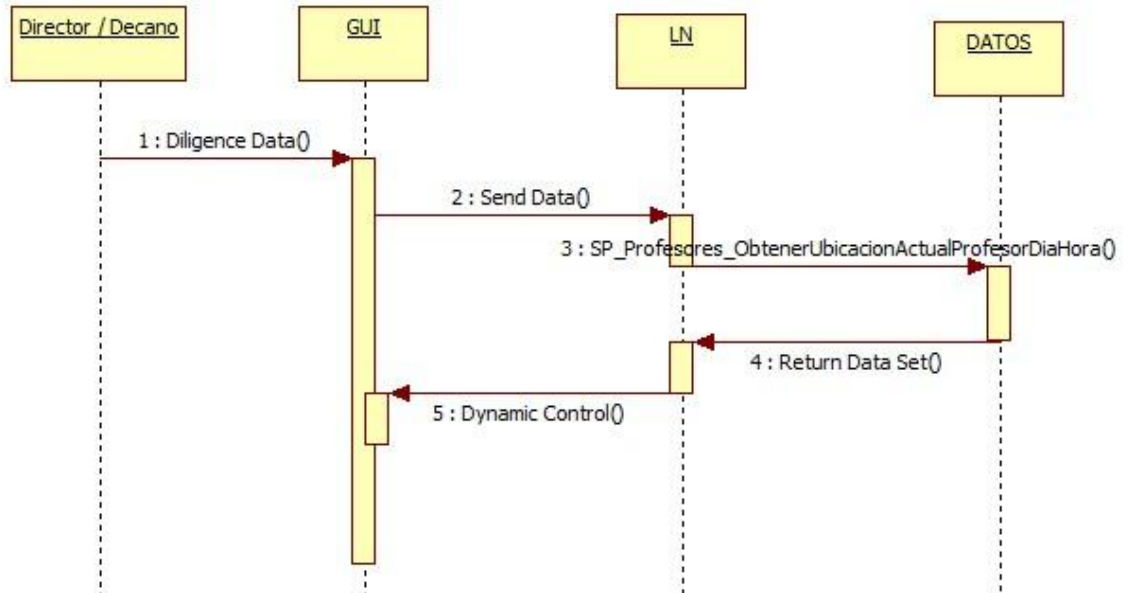 Director / Decano
GUI
LN
DATOS
1 : Diligence Data()
2 : Send Data()
3 : SP_Profesores_ObtenerUbicacionActualProfesorDiaHora()
4 : Return Data Set()
5 : Dynamic Control()